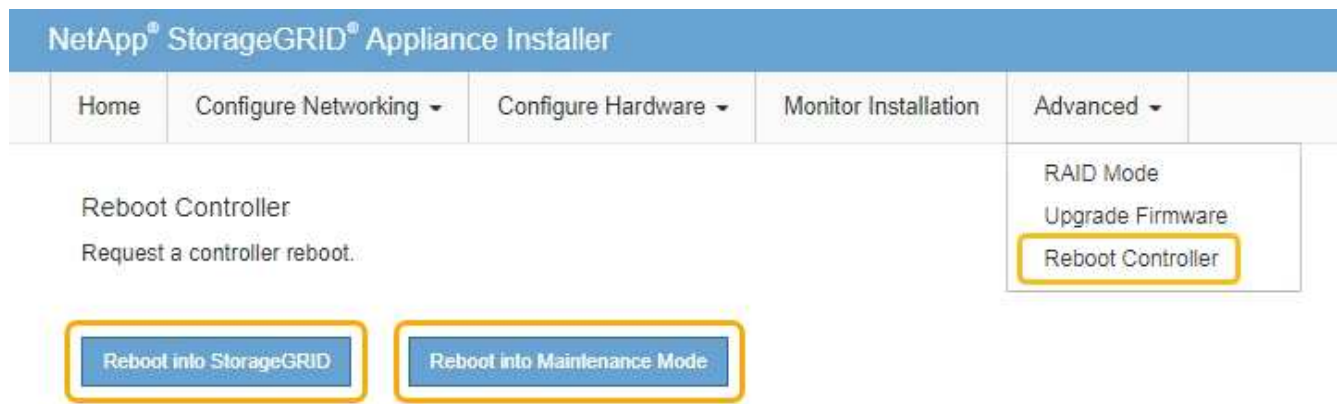 NetApp® StorageGRID® Appliance Installer
Home Configure Networking Configure Hardware Monitor Installation Advanced
RAID Mode
Upgrade Firmware
Reboot Controller
Reboot Controller
Request a controller reboot.
Reboot into StorageGRID Reboot into Maintenance Mode